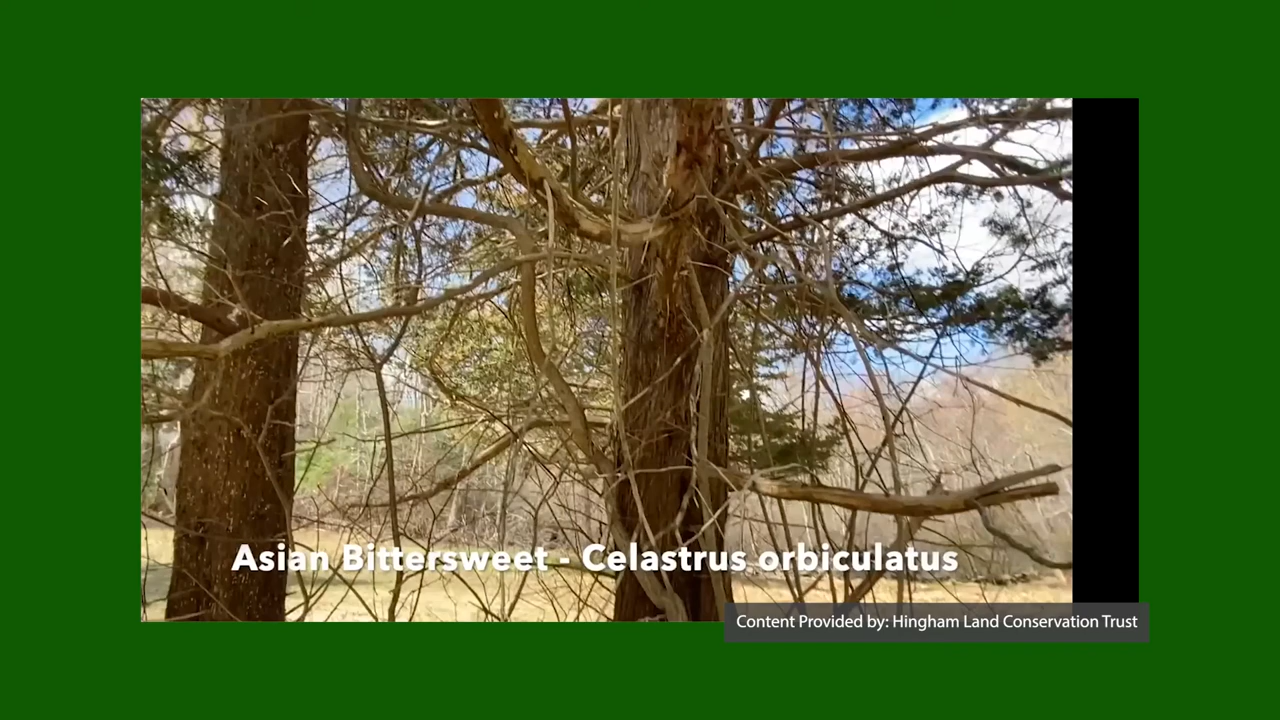 Asian Bittersweet - Celastrus orbiculatus
Content Provided by: Hingham Land Conservation Trust